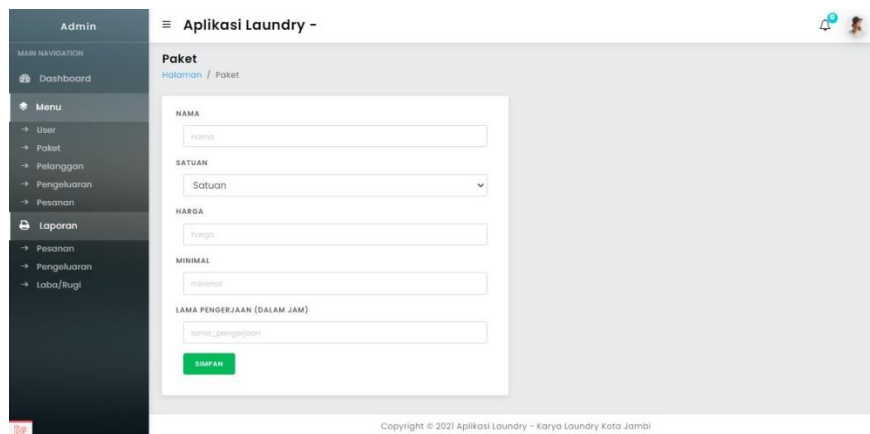 Admin
MAIN NAVIGATION
Dashboard
Menu
User
Paket
Pelanggan
Pengeluaran
Pesanan
Laporan
Pesanan
Pengeluaran
Laba/Rugi
Aplikasi Laundry -
0
Paket
Halaman / Paket
NAMA
nama
SATUAN
Satuan
HARGA
harga
MINIMAL
minimal
LAMA PENGERJAAN (DALAM JAM)
lama_pengerjaan
SIMPAN
Copyright © 2021 Aplikasi Laundry - Karya Laundry Kota Jambi